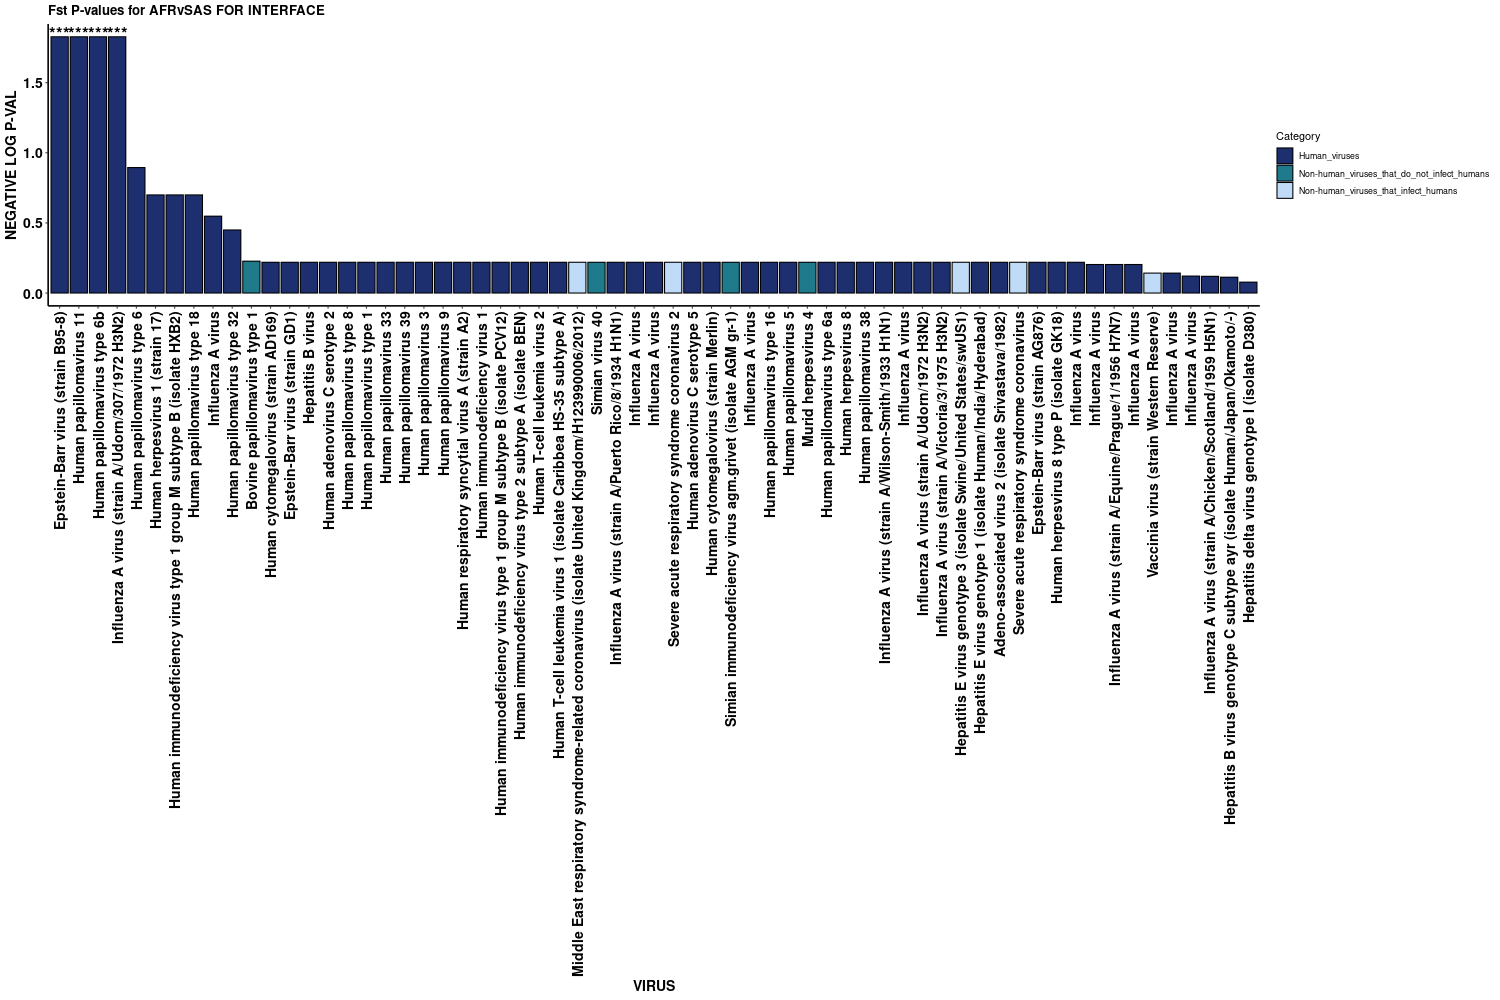 Fst P-values for AFRvSAS FOR INTERFACE
************
NEGATIVE LOG P-VAL
1.5
1.0
0.5
0.0
Category
Human_viruses
Non-human_viruses_that_do_not_infect_humans
Non-human_viruses_that_infect_humans
Epstein-Barr virus (strain B95-8)
Human papillomavirus 11
Human papillomavirus type 6b
Influenza A virus (strain A/Udorn/307/1972 H3N2)
Human papillomavirus type 6
Human herpesvirus 1 (strain 17)
Human immunodeficiency virus type 1 group M subtype B (isolate HXB2)
Human papillomavirus type 18
Influenza A virus
Human papillomavirus type 32
Bovine papillomavirus type 1
Human cytomegalovirus (strain AD169)
Epstein-Barr virus (strain GD1)
Hepatitis B virus
Human adenovirus C serotype 2
Human papillomavirus type 8
Human papillomavirus type 1
Human papillomavirus 33
Human papillomavirus 39
Human papillomavirus 3
Human papillomavirus 9
Human respiratory syncytial virus A (strain A2)
Human immunodeficiency virus 1
Human immunodeficiency virus type 1 group M subtype B (isolate PCV12)
Human immunodeficiency virus type 2 subtype A (isolate BEN)
Human T-cell leukemia virus 2
Human T-cell leukemia virus 1 (isolate Caribbea HS-35 subtype A)
Middle East respiratory syndrome-related coronavirus (isolate United Kingdom/H123990006/2012)
Simian virus 40
Influenza A virus (strain A/Puerto Rico/8/1934 H1N1)
Influenza A virus
Influenza A virus
Severe acute respiratory syndrome coronavirus 2
Human adenovirus C serotype 5
Human cytomegalovirus (strain Merlin)
Simian immunodeficiency virus agm.grivet (isolate AGM gr-1)
Influenza A virus
Human papillomavirus type 16
Human papillomavirus 5
Murid herpesvirus 4
Human papillomavirus type 6a
Human herpesvirus 8
Human papillomavirus 38
Influenza A virus (strain A/Wilson-Smith/1933 H1N1)
Influenza A virus
Influenza A virus (strain A/Udorn/1972 H3N2)
Influenza A virus (strain A/Victoria/3/1975 H3N2)
Hepatitis E virus genotype 3 (isolate Swine/United States/swUS1)
Hepatitis E virus genotype 1 (isolate Human/India/Hyderabad)
Adeno-associated virus 2 (isolate Srivastava/1982)
Severe acute respiratory syndrome coronavirus
Epstein-Barr virus (strain AG876)
Human herpesvirus 8 type P (isolate GK18)
Influenza A virus
Influenza A virus
Influenza A virus (strain A/Equine/Prague/1/1956 H7N7)
Influenza A virus
Vaccinia virus (strain Western Reserve)
Influenza A virus
Influenza A virus
Influenza A virus (strain A/Chicken/Scotland/1959 H5N1)
Hepatitis B virus genotype C subtype ayr (isolate Human/Japan/Okamoto/-)
Hepatitis delta virus genotype I (isolate D380)
VIRUS